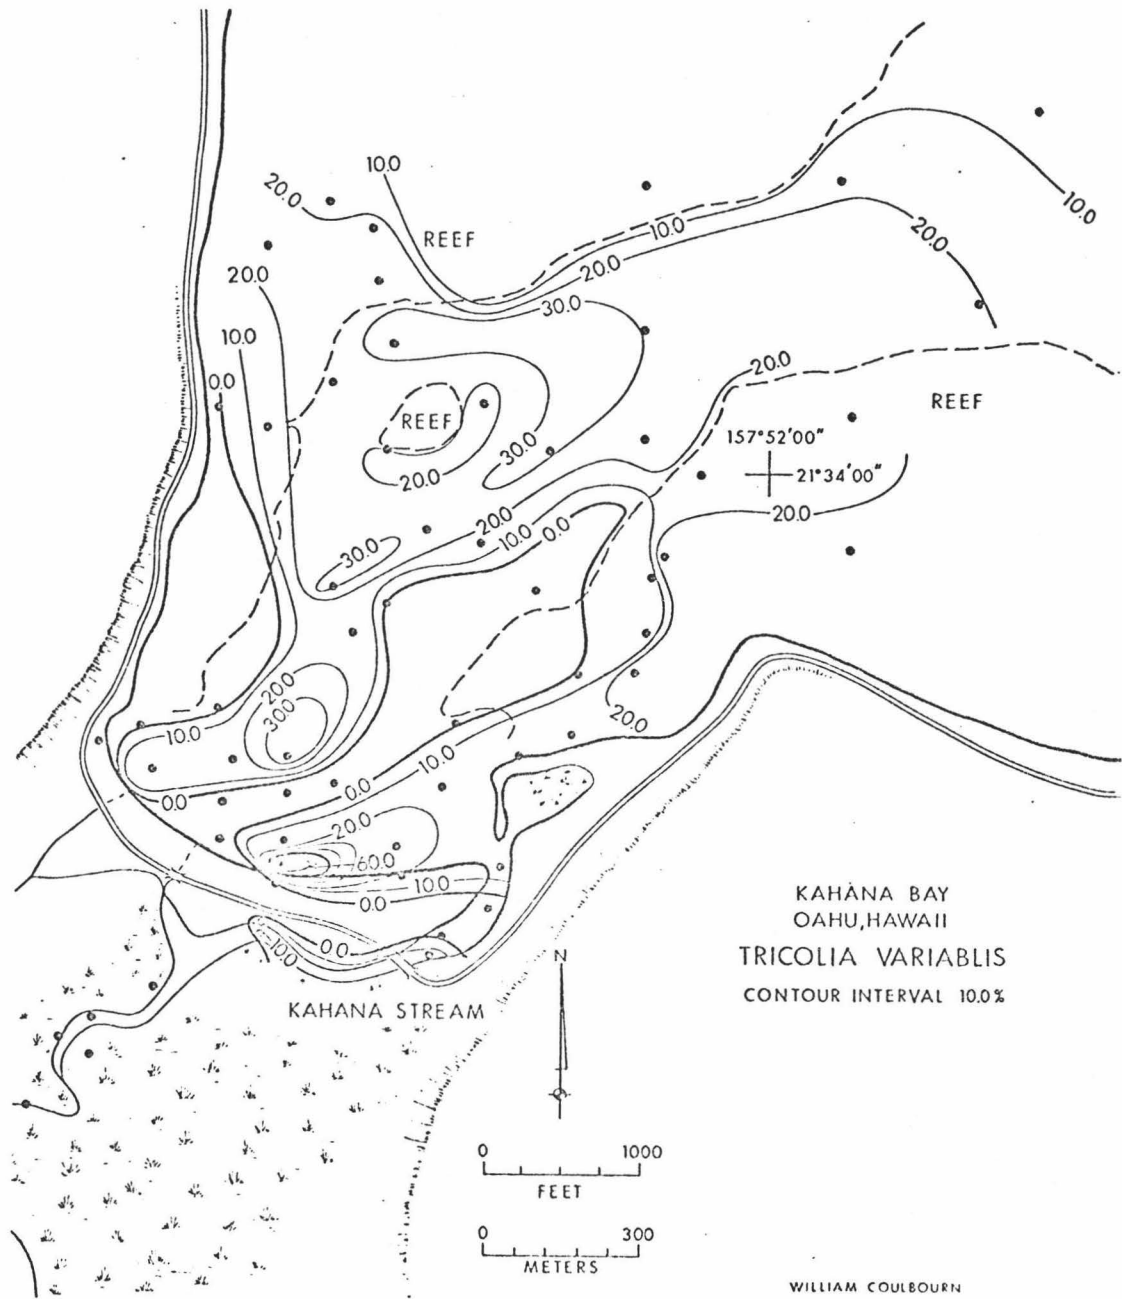 10.0
20.0
10.0
REEF
10.0
20.0
20.0
20.0
30.0
10.0
0.0
20.0
REEF
REEF
157°52'00"
30.0
20.0
21°34'00"
20.0
20.0
10.0
0.0
30.0
20.0
30.0
20.0
10.0
10.0
0.0
0.0
20.0
60.0
10.0
0.0
0.0
10.0
KAHANA STREAM
N
KAHÀNA BAY
OAHU, HAWAII
TRICOLIA VARIABLIS
CONTOUR INTERVAL 10.0%
0 1000
FEET
0 300
METERS
WILLIAM COULBOURN